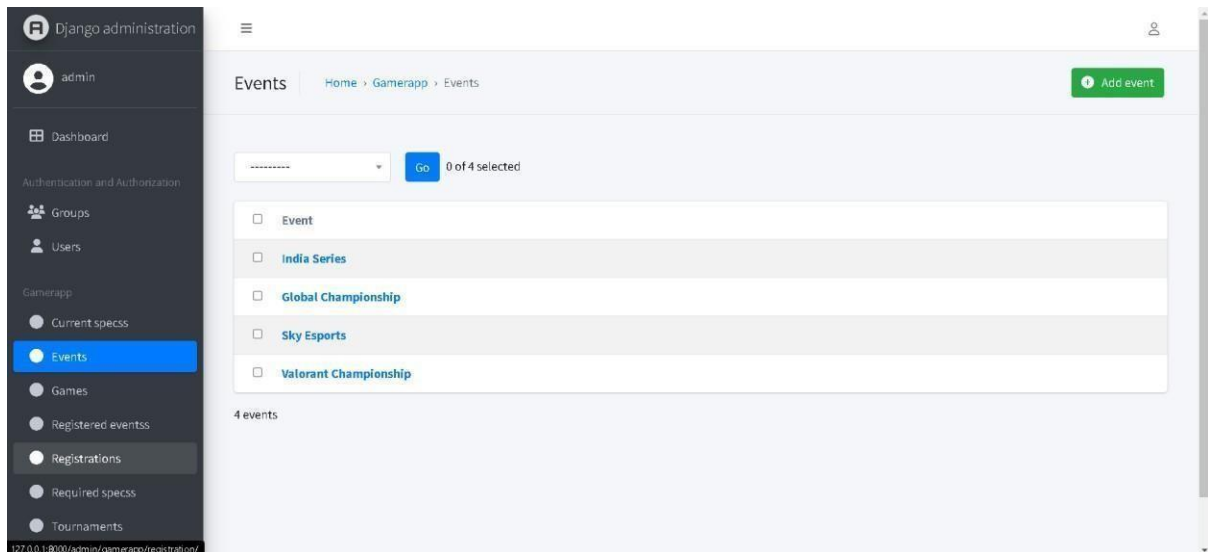 Django administration
admin
Dashboard
Authentication and Authorization
Groups
Users
Gamerapp
Current specss
Events
Games
Registered eventss
Registrations
Required specss
Tournaments
127.0.0.1:8000/admin/gamerapp/registration/
Events Home › Gamerapp › Events Add event
--------- Go 0 of 4 selected
Event
India Series
Global Championship
Sky Esports
Valorant Championship
4 events